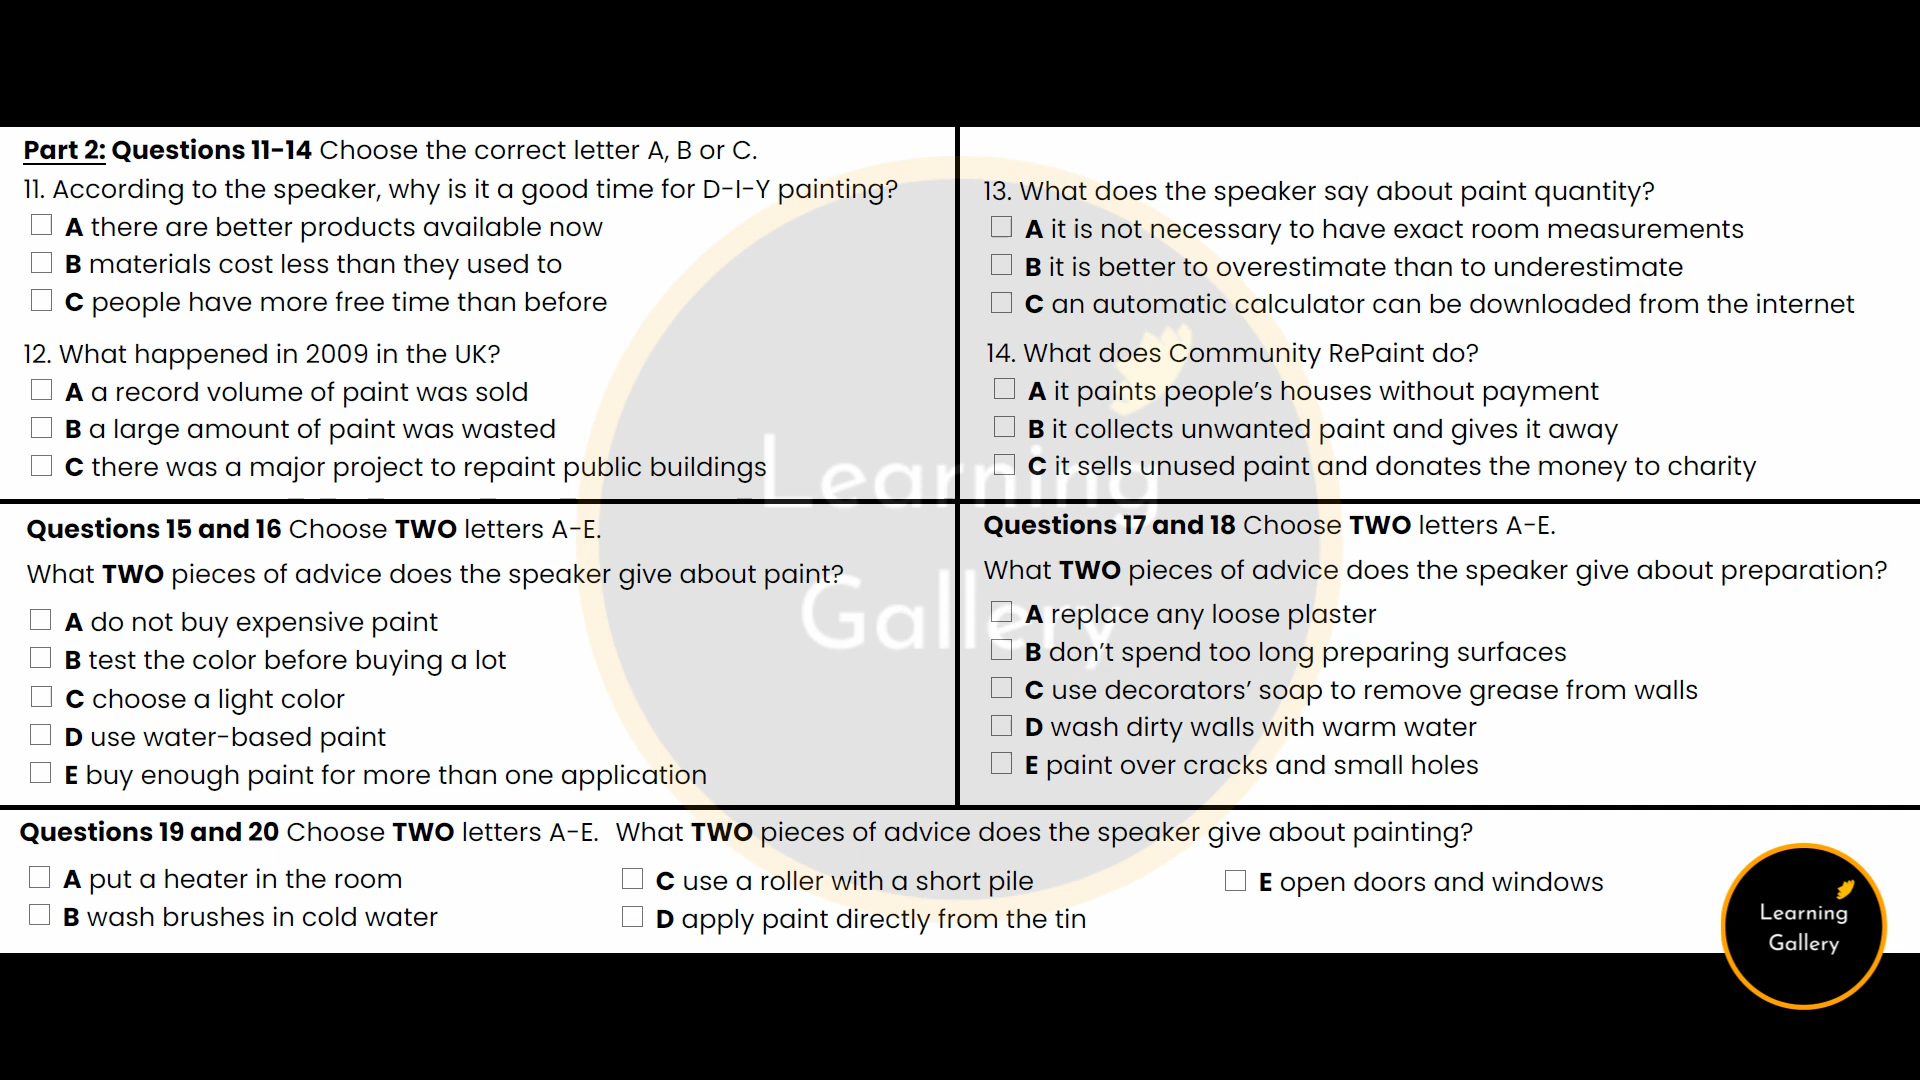 Part 2: Questions 11-14 Choose the correct letter A, B or C.
11. According to the speaker, why is it a good time for D-I-Y painting?
A there are better products available now
B materials cost less than they used to
C people have more free time than before
12. What happened in 2009 in the UK?
A a record volume of paint was sold
B a large amount of paint was wasted
C there was a major project to repaint public buildings
13. What does the speaker say about paint quantity?
A it is not necessary to have exact room measurements
B it is better to overestimate than to underestimate
C an automatic calculator can be downloaded from the internet
14. What does Community RePaint do?
A it paints people's houses without payment
B it collects unwanted paint and gives it away
C it sells unused paint and donates the money to charity
Questions 15 and 16 Choose TWO letters A-E.
What TWO pieces of advice does the speaker give about paint?
A do not buy expensive paint
B test the color before buying a lot
C choose a light color
D use water-based paint
E buy enough paint for more than one application
Questions 17 and 18 Choose TWO letters A-E.
What TWO pieces of advice does the speaker give about preparation?
A replace any loose plaster
B don't spend too long preparing surfaces
C use decorators' soap to remove grease from walls
D wash dirty walls with warm water
E paint over cracks and small holes
Questions 19 and 20 Choose TWO letters A-E. What TWO pieces of advice does the speaker give about painting?
A put a heater in the room
B wash brushes in cold water
C use a roller with a short pile
D apply paint directly from the tin
E open doors and windows
Learning
Gallery
Learning
Gallery